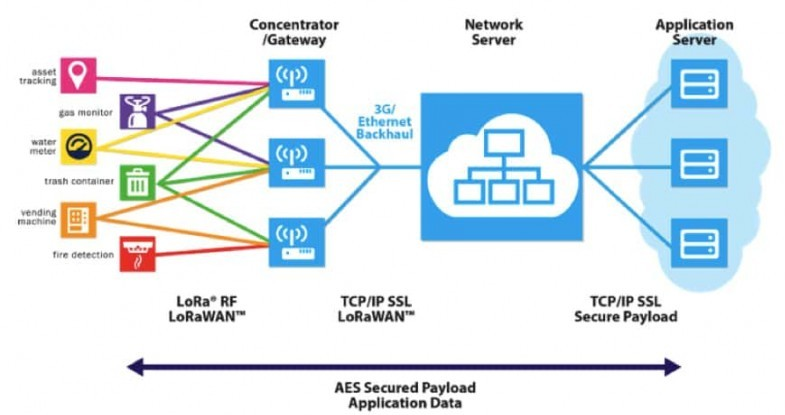 Concentrator
/Gateway
Network
Server
Application
Server
asset
tracking
gas monitor
water
meter
trash container
vending
machine
fire detection
3G/
Ethernet
Backhaul
LoRa® RF
LoRaWAN™
TCP/IP SSL
LoRaWAN™
TCP/IP SSL
Secure Payload
AES Secured Payload
Application Data